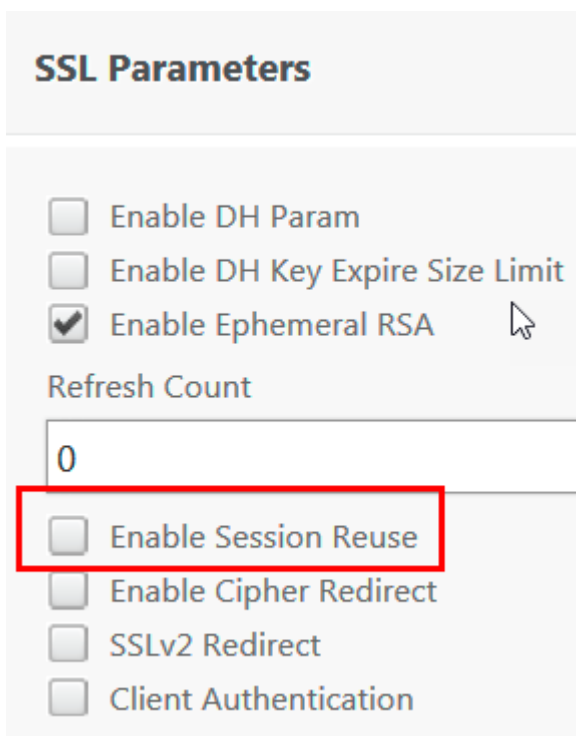 SSL Parameters
Enable DH Param
Enable DH Key Expire Size Limit
Enable Ephemeral RSA
Refresh Count
0
Enable Session Reuse
Enable Cipher Redirect
SSLv2 Redirect
Client Authentication